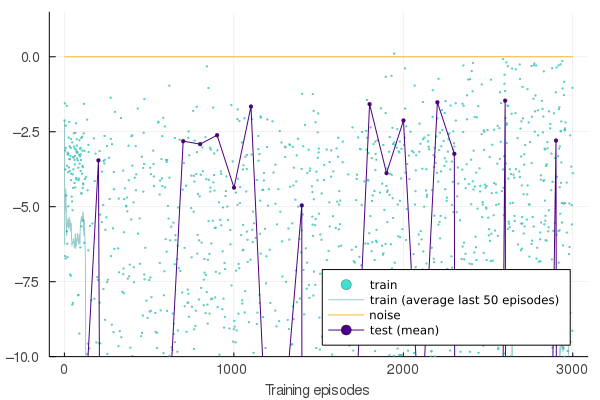 0.0
−2.5
−5.0
−7.5
−10.0
train
train (average last 50 episodes)
noise
test (mean)
0 1000 2000 3000
Training episodes